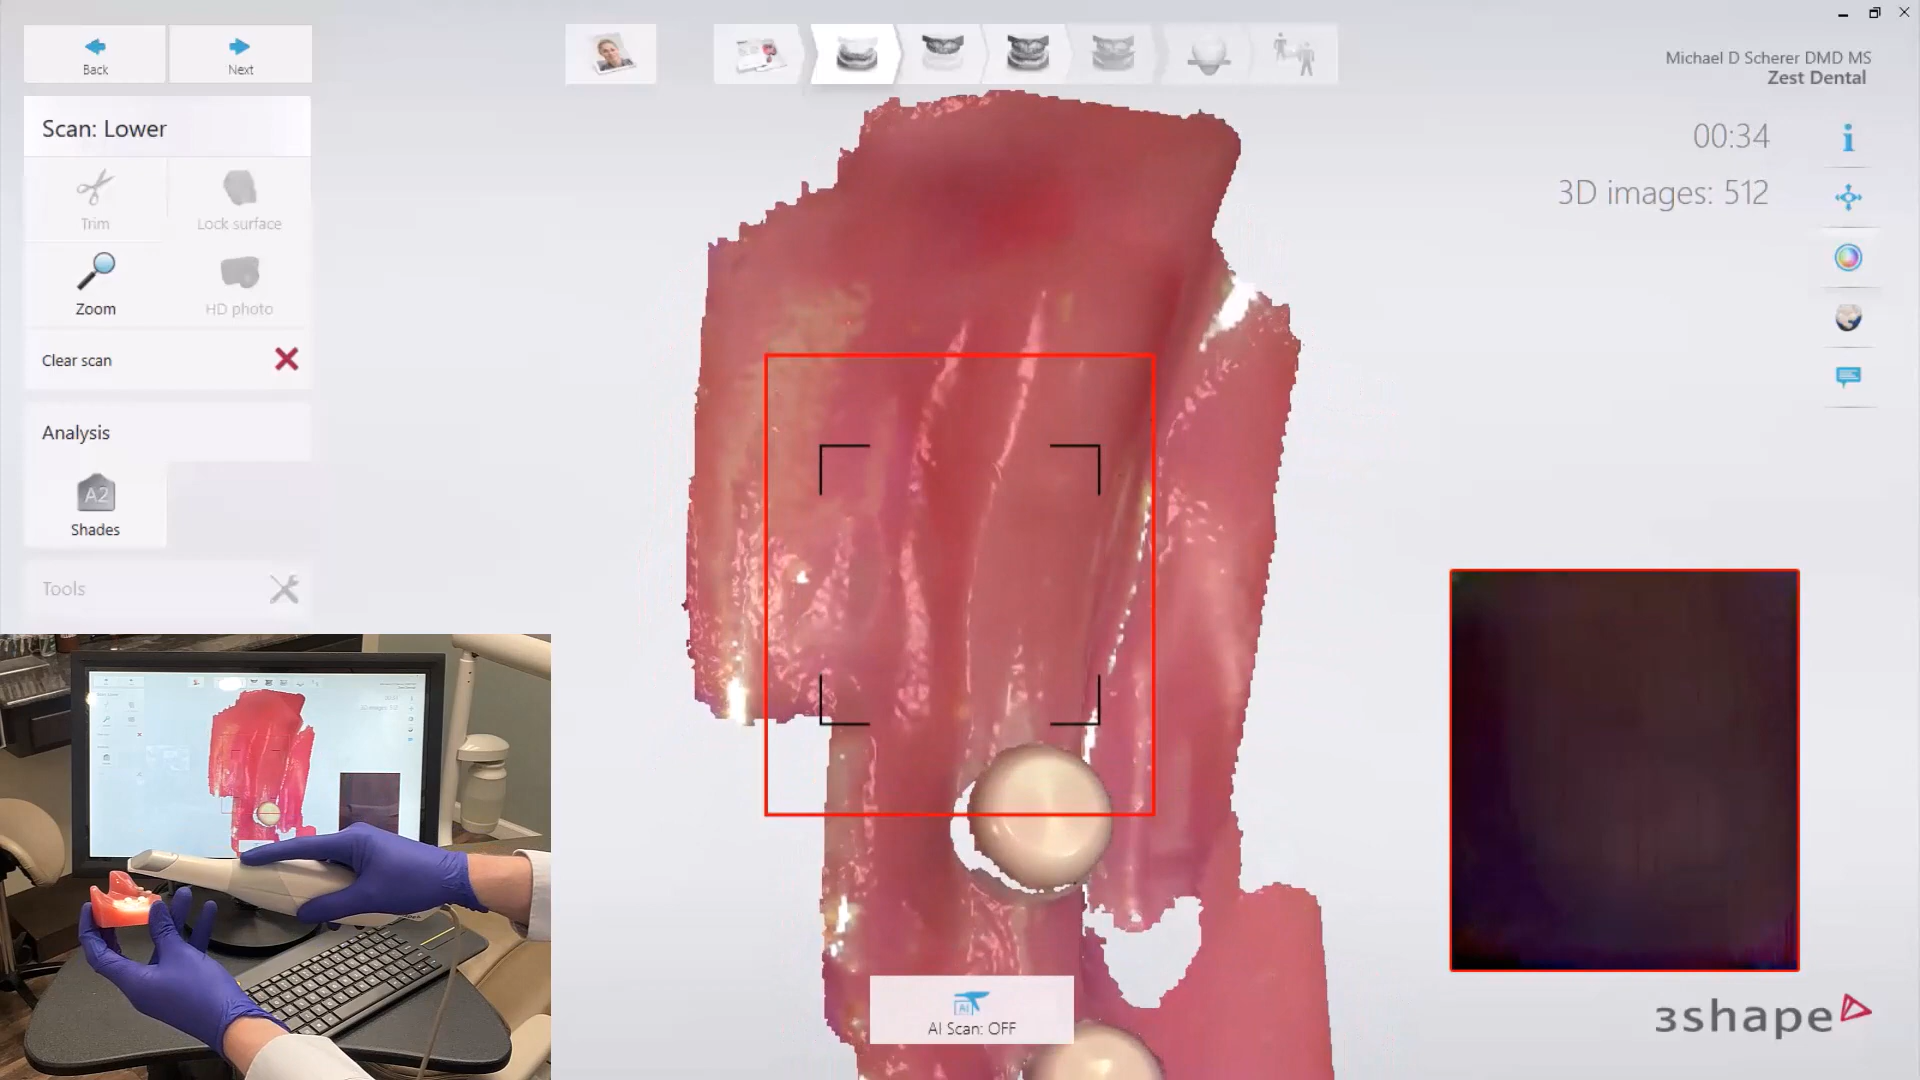 Back
Next
Michael D Scherer DMD MS
Zest Dental
Scan: Lower
00:34
3D images: 512
Trim
Lock surface
Zoom
HD photo
Clear scan
Analysis
A2
Shades
Tools
AI
AI Scan: OFF
3shape